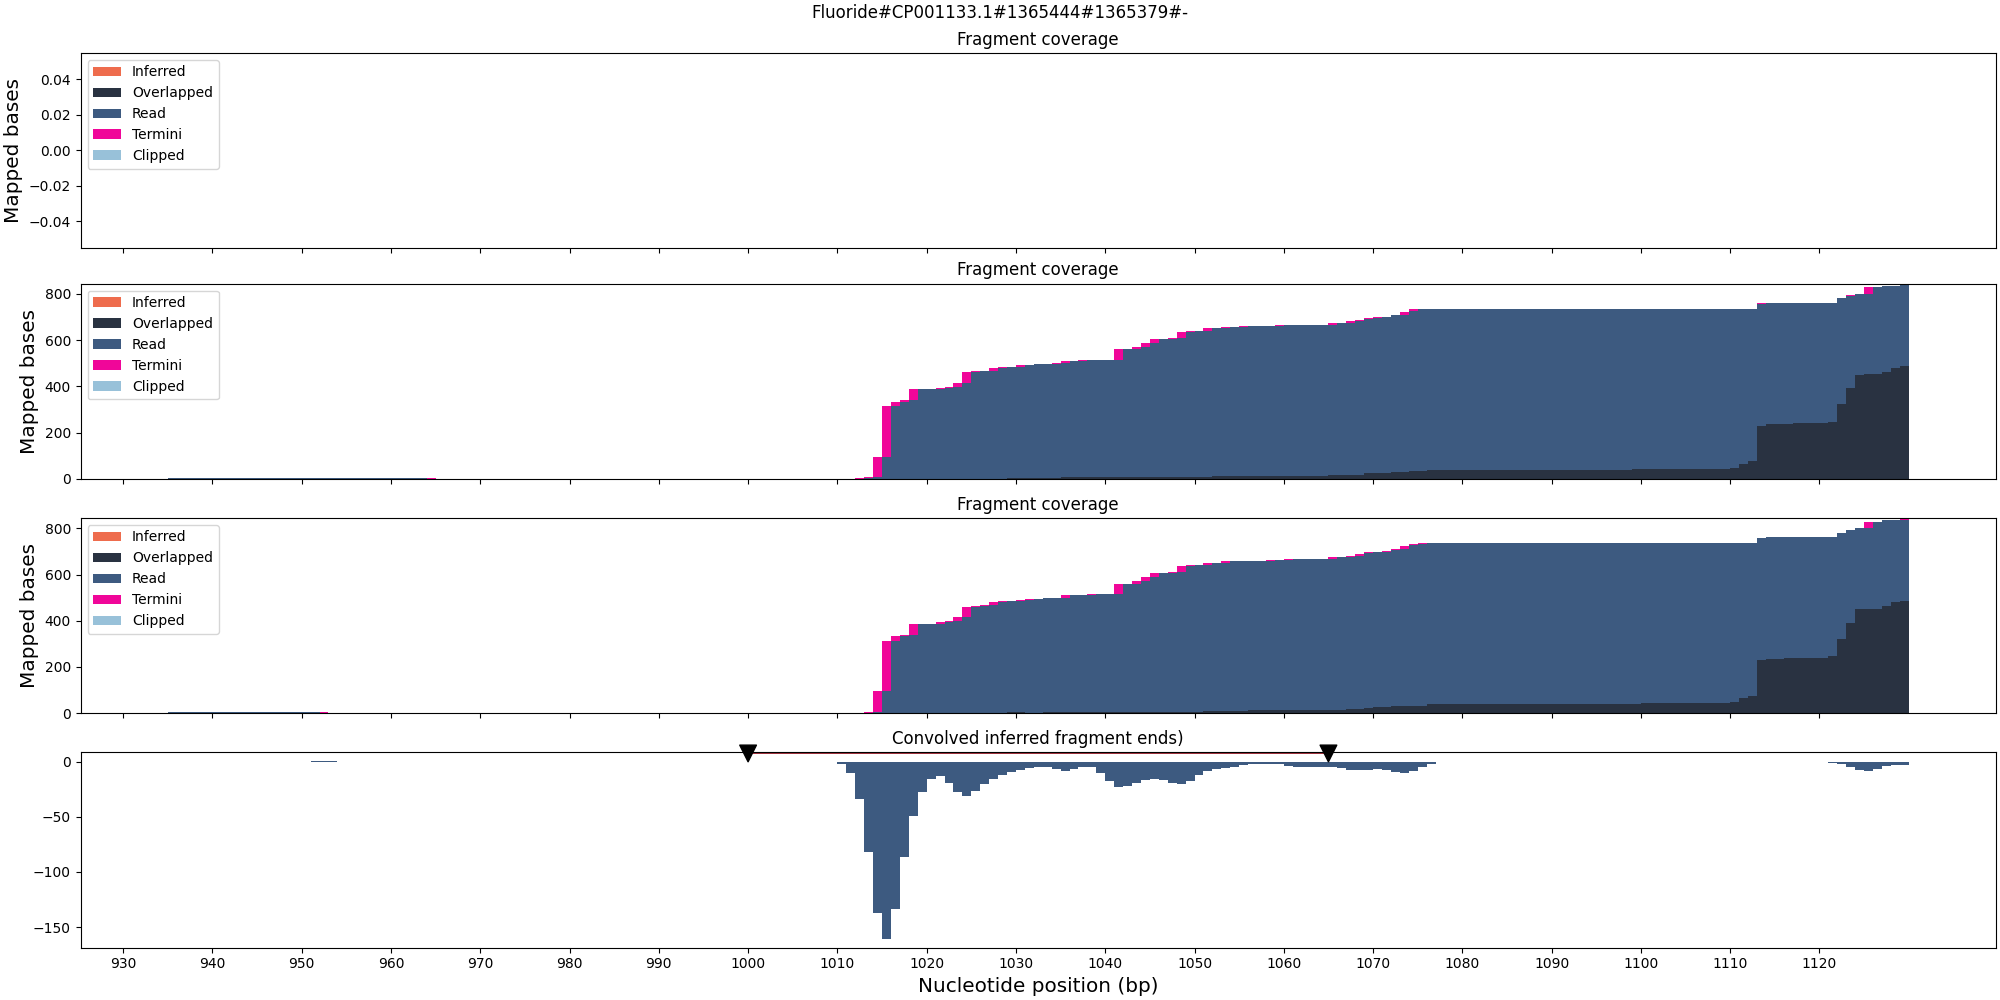 Fluoride#CP001133.1#1365444#1365379#-
Fragment coverage
Mapped bases
0.04
0.02
0.00
−0.02
−0.04
Inferred
Overlapped
Read
Termini
Clipped
Fragment coverage
Mapped bases
800
600
400
200
0
Inferred
Overlapped
Read
Termini
Clipped
Fragment coverage
Mapped bases
800
600
400
200
0
Inferred
Overlapped
Read
Termini
Clipped
Convolved inferred fragment ends)
0
−50
−100
−150
930 940 950 960 970 980 990 1000 1010 1020 1030 1040 1050 1060 1070 1080 1090 1100 1110 1120
Nucleotide position (bp)